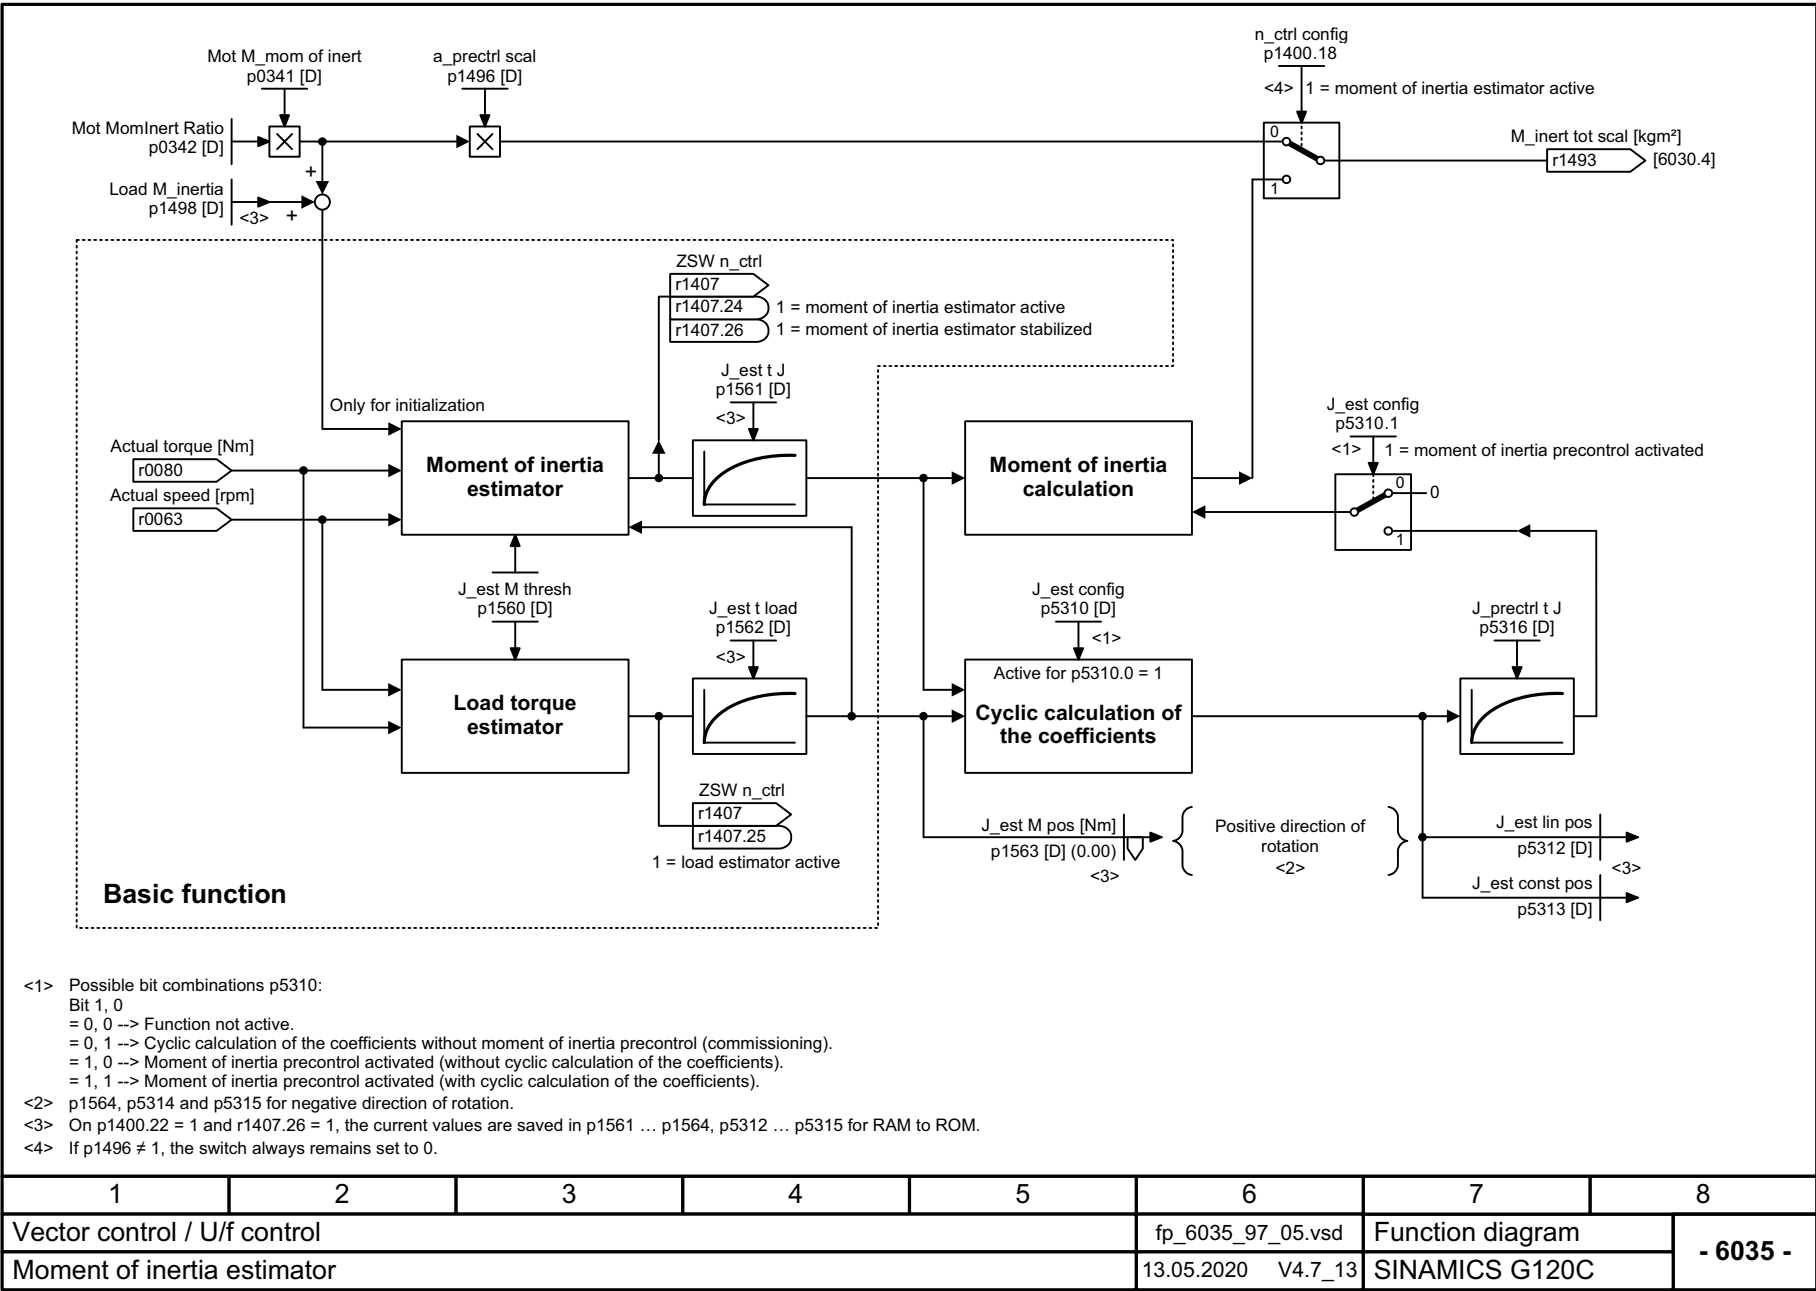 Mot M_mom of inert
p0341 [D]
a_prectrl scal
p1496 [D]
n_ctrl config
p1400.18
<4>
1 = moment of inertia estimator active
Mot MomInert Ratio
p0342 [D]
0
1
M_inert tot scal [kgm²]
r1493
[6030.4]
+
Load M_inertia
p1498 [D]
<3>
+
ZSW n_ctrl
r1407
r1407.24
1 = moment of inertia estimator active
r1407.26
1 = moment of inertia estimator stabilized
J_est t J
p1561 [D]
<3>
Only for initialization
Actual torque [Nm]
r0080
Actual speed [rpm]
r0063
Moment of inertia
estimator
Moment of inertia
calculation
J_est config
p5310.1
<1>
1 = moment of inertia precontrol activated
0
0
1
J_est M thresh
p1560 [D]
J_est t load
p1562 [D]
<3>
J_est config
p5310 [D]
<1>
J_prectrl t J
p5316 [D]
Load torque
estimator
Active for p5310.0 = 1
Cyclic calculation of
the coefficients
ZSW n_ctrl
r1407
r1407.25
1 = load estimator active
J_est M pos [Nm]
p1563 [D] (0.00)
<3>
Positive direction of
rotation
<2>
J_est lin pos
p5312 [D]
<3>
J_est const pos
p5313 [D]
Basic function
<1> Possible bit combinations p5310:
Bit 1, 0
= 0, 0 --> Function not active.
= 0, 1 --> Cyclic calculation of the coefficients without moment of inertia precontrol (commissioning).
= 1, 0 --> Moment of inertia precontrol activated (without cyclic calculation of the coefficients).
= 1, 1 --> Moment of inertia precontrol activated (with cyclic calculation of the coefficients).
<2> p1564, p5314 and p5315 for negative direction of rotation.
<3> On p1400.22 = 1 and r1407.26 = 1, the current values are saved in p1561 … p1564, p5312 … p5315 for RAM to ROM.
<4> If p1496 ≠ 1, the switch always remains set to 0.
1 2 3 4 5 6 7 8
Vector control / U/f control
fp_6035_97_05.vsd
Function diagram
- 6035 -
Moment of inertia estimator
13.05.2020 V4.7_13
SINAMICS G120C